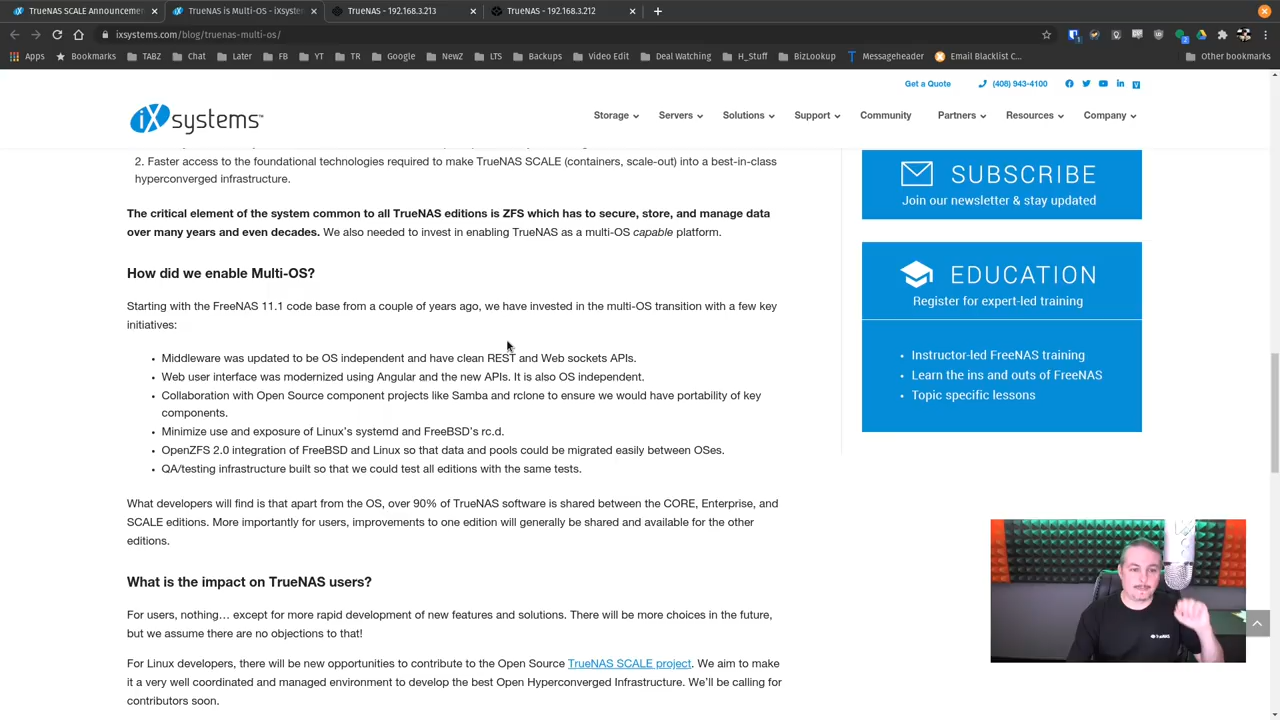 TrueNAS SCALE Announcemen
TrueNAS is Multi-OS - ixsystem
TrueNAS - 192.168.3.213
TrueNAS - 192.168.3.212
ixsystems.com/blog/truenas-multi-os/
Apps Bookmarks TABZ Chat Later FB YT TR Google NewZ LTS Backups Video Edit Deal Watching H_Stuff BizLookup Messageheader Email Blacklist C... Other bookmarks
Get a Quote (408) 943-4100
iXsystems™
Storage Servers Solutions Support Community Partners Resources Company
2. Faster access to the foundational technologies required to make TrueNAS SCALE (containers, scale-out) into a best-in-class
hyperconverged infrastructure.
The critical element of the system common to all TrueNAS editions is ZFS which has to secure, store, and manage data
over many years and even decades. We also needed to invest in enabling TrueNAS as a multi-OS capable platform.
How did we enable Multi-OS?
Starting with the FreeNAS 11.1 code base from a couple of years ago, we have invested in the multi-OS transition with a few key
initiatives:
• Middleware was updated to be OS independent and have clean REST and Web sockets APIs.
• Web user interface was modernized using Angular and the new APIs. It is also OS independent.
• Collaboration with Open Source component projects like Samba and rclone to ensure we would have portability of key
components.
• Minimize use and exposure of Linux's systemd and FreeBSD's rc.d.
• OpenZFS 2.0 integration of FreeBSD and Linux so that data and pools could be migrated easily between OSes.
• QA/testing infrastructure built so that we could test all editions with the same tests.
What developers will find is that apart from the OS, over 90% of TrueNAS software is shared between the CORE, Enterprise, and
SCALE editions. More importantly for users, improvements to one edition will generally be shared and available for the other
editions.
What is the impact on TrueNAS users?
For users, nothing… except for more rapid development of new features and solutions. There will be more choices in the future,
but we assume there are no objections to that!
For Linux developers, there will be new opportunities to contribute to the Open Source TrueNAS SCALE project. We aim to make
it a very well coordinated and managed environment to develop the best Open Hyperconverged Infrastructure. We'll be calling for
contributors soon.
SUBSCRIBE
Join our newsletter & stay updated
EDUCATION
Register for expert-led training
• Instructor-led FreeNAS training
• Learn the ins and outs of FreeNAS
• Topic specific lessons